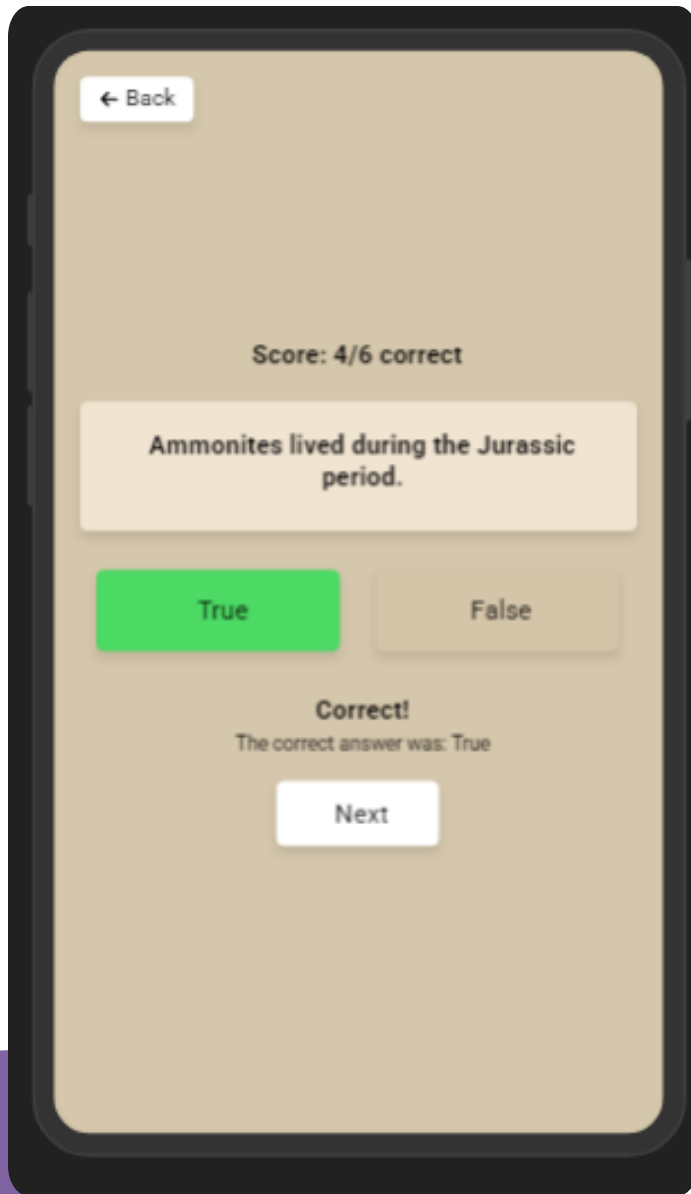 ← Back
Score: 4/6 correct
Ammonites lived during the Jurassic
period.
True
False
Correct!
The correct answer was: True
Next